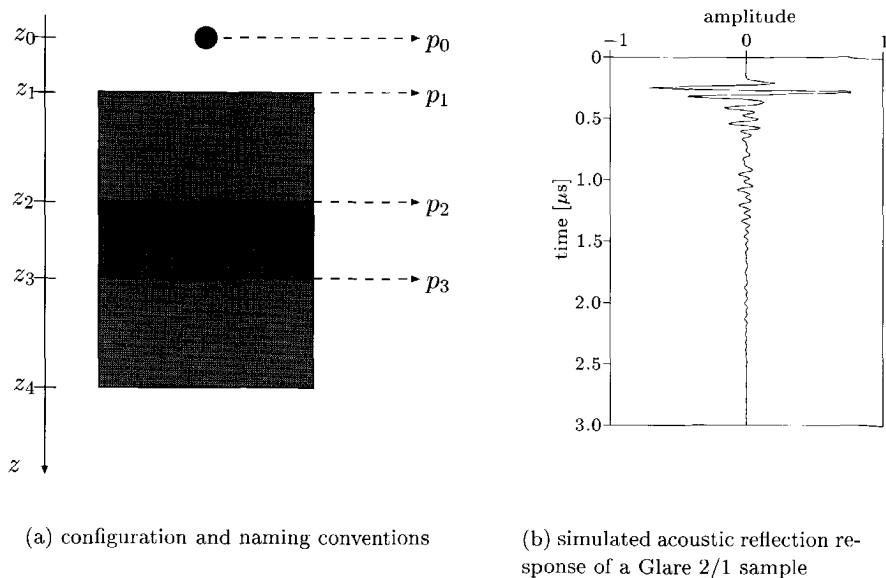 z0
z1
z2
z3
z4
z
p0
p1
p2
p3
(a) configuration and naming conventions
amplitude
−1 0 1
0
0.5
1.0
1.5
2.0
2.5
3.0
time [μs]
(b) simulated acoustic reflection re-
sponse of a Glare 2/1 sample